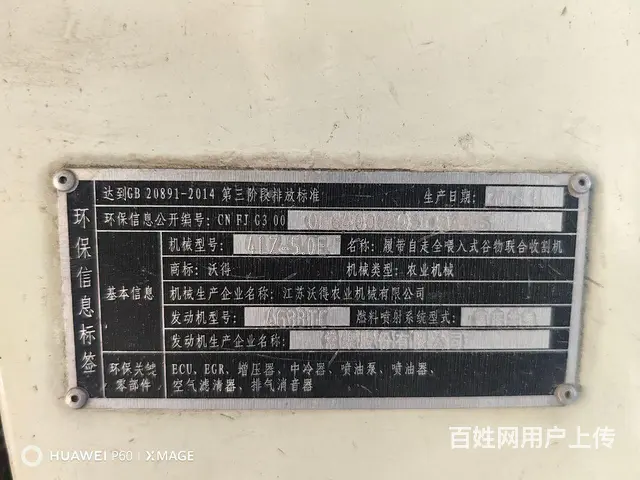 环保信息标签
达到GB 20891-2014 第三阶段排放标准 生产日期:
环保信息公开编号: CN FJ G3 00
机械型号: 名称: 履带自走全喂入式谷物联合收割机
商标: 沃得 机械类型: 农业机械
基本信息
机械生产企业名称: 江苏沃得农业机械有限公司
发动机型号: 燃料喷射系统型式:
发动机生产企业名称:
环保关键零部件
ECU、EGR、增压器、中冷器、喷油泵、喷油器、
空气滤清器、排气消音器
HUAWEI P60 | XMAGE
百姓网用户上传